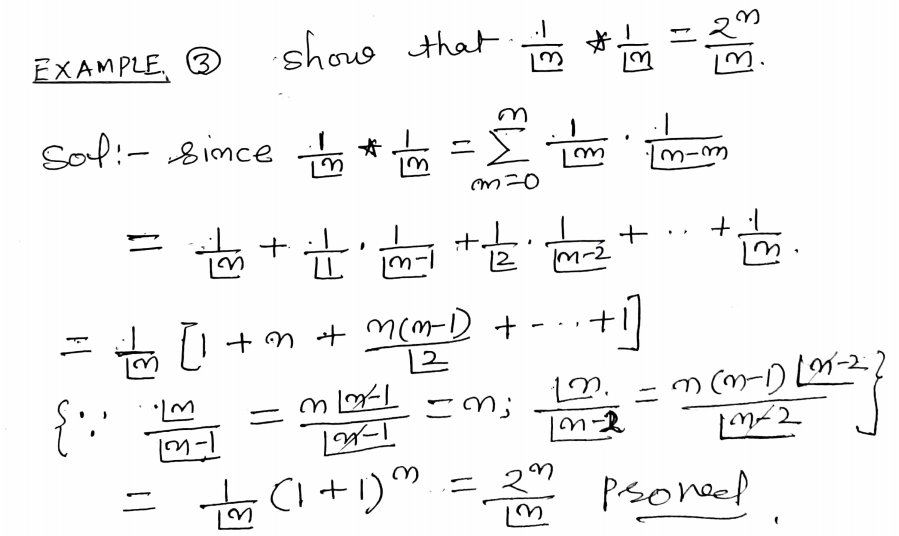 EXAMPLE ③ show that 1/⌊n * 1/⌊n = 2ⁿ/⌊n.
Sol:- since 1/⌊n * 1/⌊n = Σ_{m=0}^{n} 1/⌊m · 1/⌊n-m
= 1/⌊n + 1/⌊1 · 1/⌊n-1 + 1/⌊2 · 1/⌊n-2 + ·· + 1/⌊n.
= 1/⌊n [1 + n + n(n-1)/⌊2 + -··· + 1]
{∵ ⌊n/⌊n-1 = n⌊n-1/⌊n-1 = n; ⌊n/⌊n-2 = n(n-1)⌊n-2/⌊n-2}
= 1/⌊n (1+1)ⁿ = 2ⁿ/⌊n Proved.